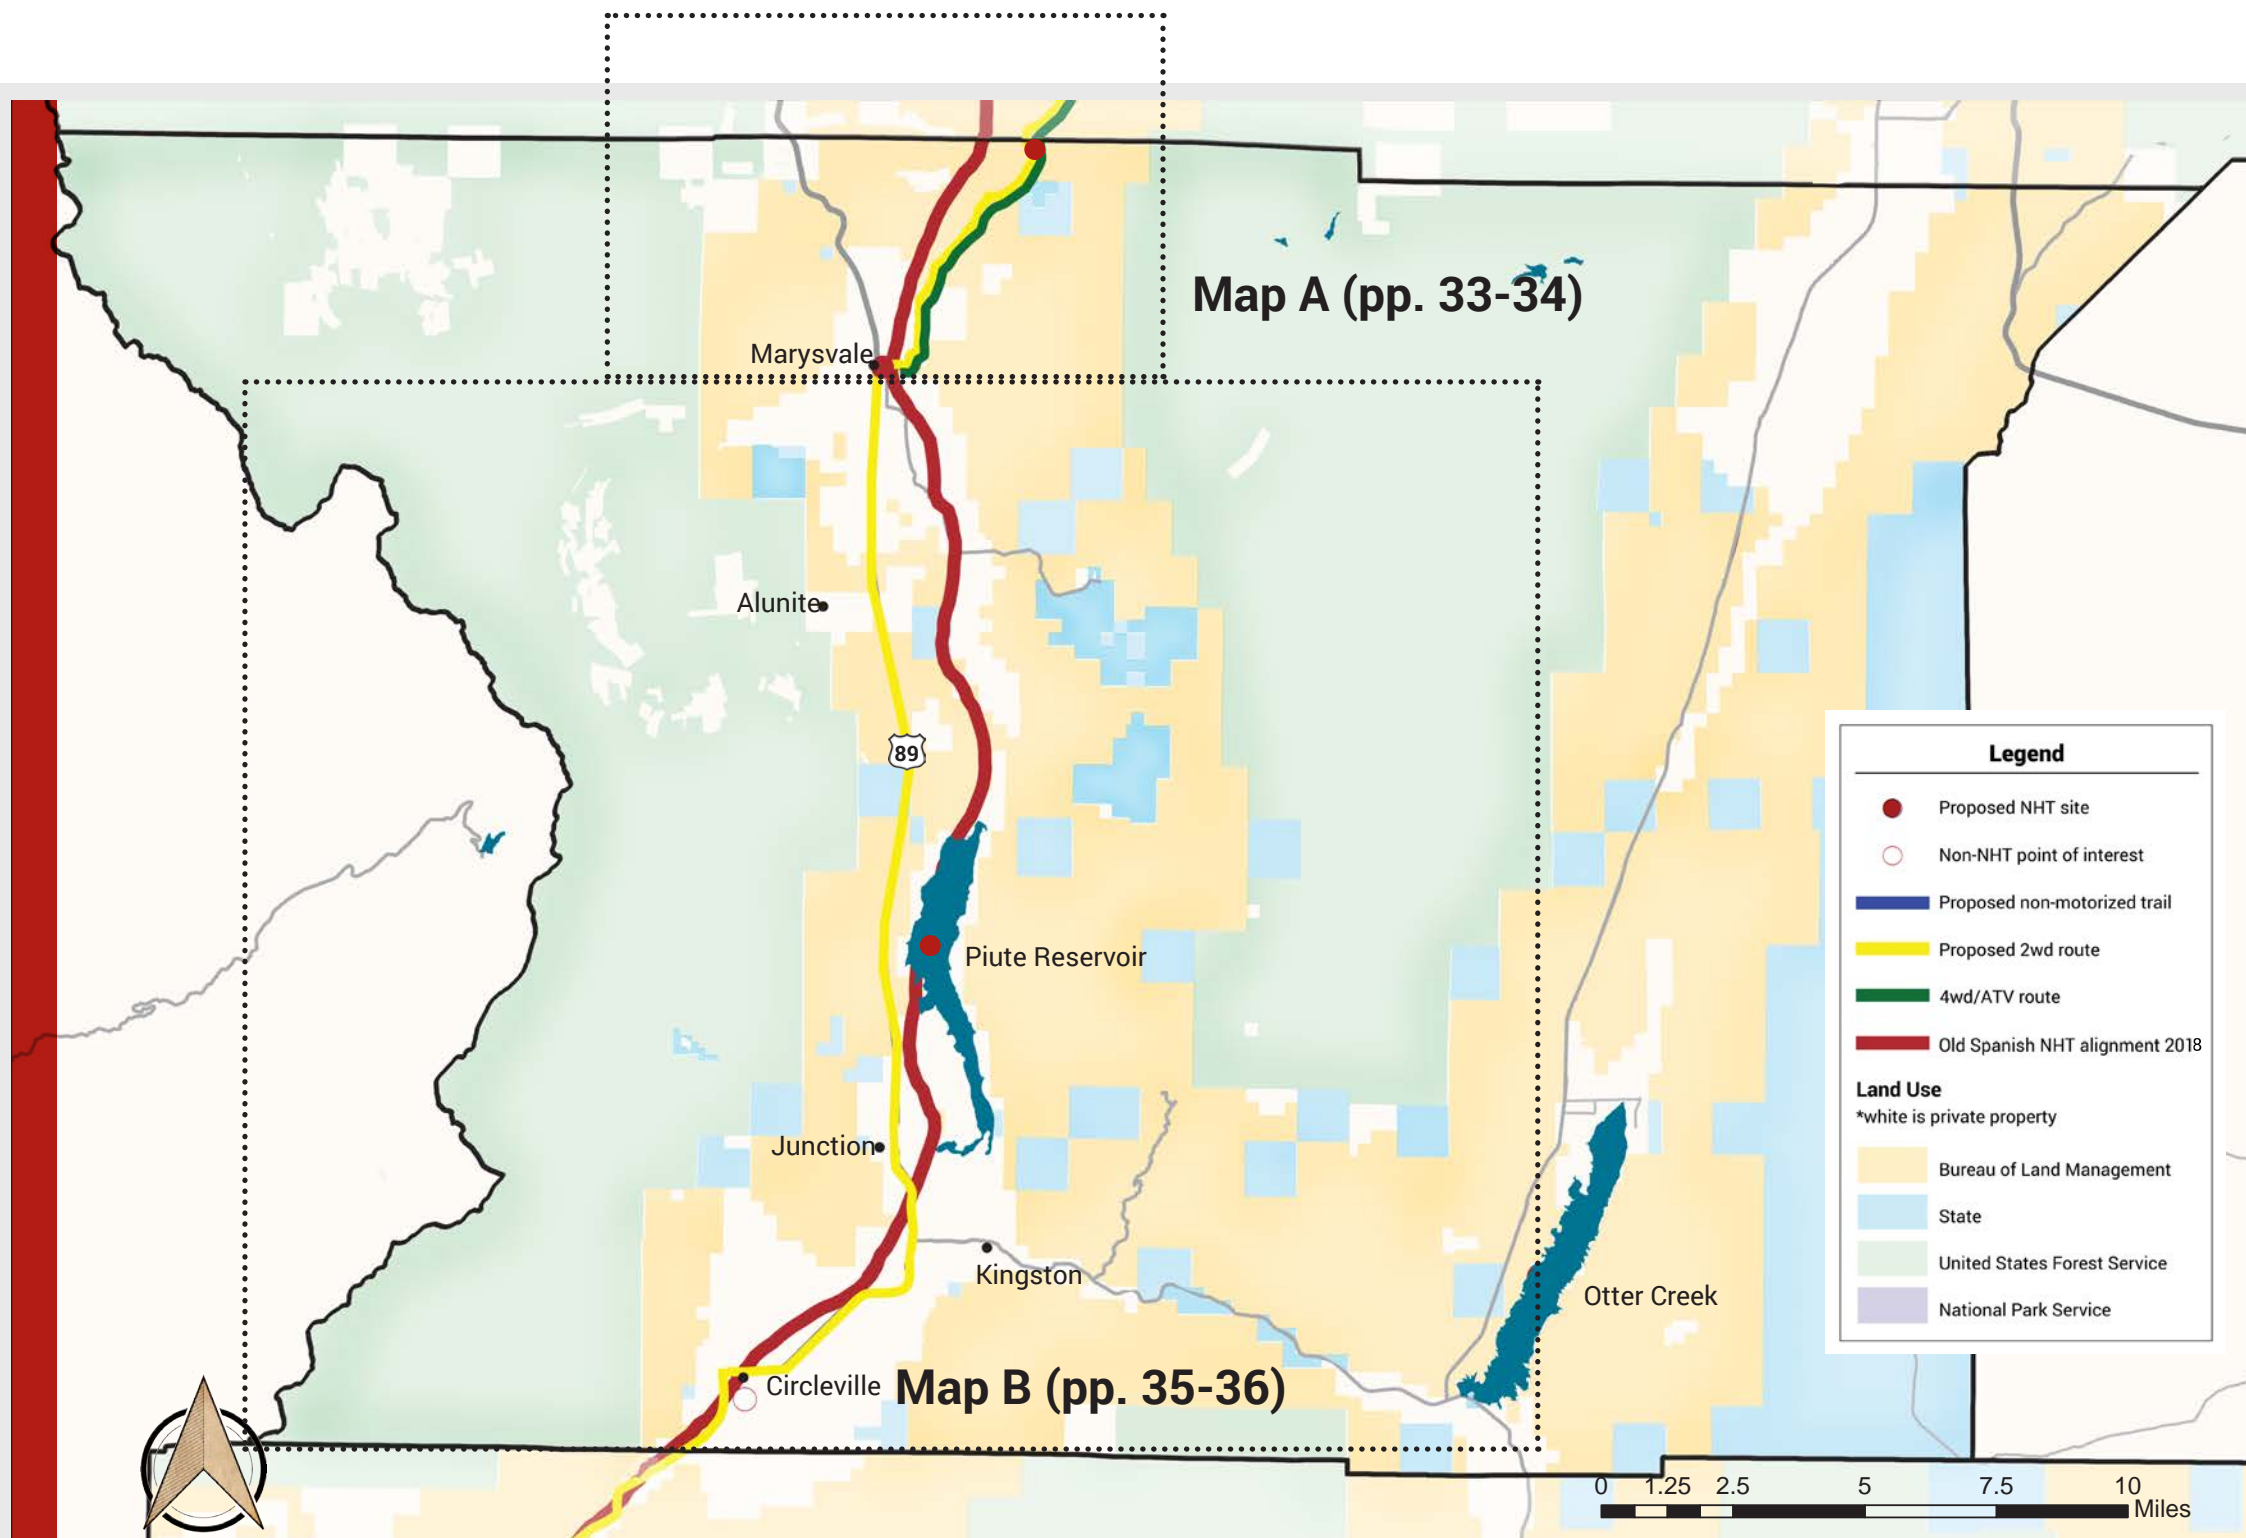 Map A (pp. 33-34)
Marysvale
Alunite
89
Piute Reservoir
Junction
Kingston
Otter Creek
Circleville
Map B (pp. 35-36)
Legend
Proposed NHT site
Non-NHT point of interest
Proposed non-motorized trail
Proposed 2wd route
4wd/ATV route
Old Spanish NHT alignment 2018
Land Use
*white is private property
Bureau of Land Management
State
United States Forest Service
National Park Service
0 1.25 2.5 5 7.5 10
Miles